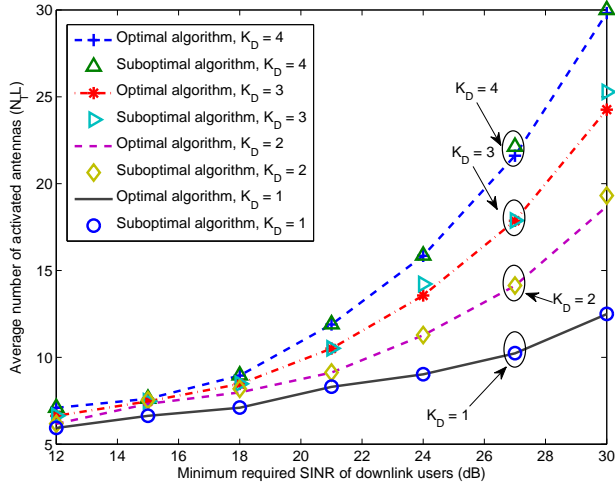 30
25
20
15
10
5
12
14
16
18
20
22
24
26
28
30
Average number of activated antennas (N_TL)
Minimum required SINR of downlink users (dB)
Optimal algorithm, K_D = 4
Suboptimal algorithm, K_D = 4
Optimal algorithm, K_D = 3
Suboptimal algorithm, K_D = 3
Optimal algorithm, K_D = 2
Suboptimal algorithm, K_D = 2
Optimal algorithm, K_D = 1
Suboptimal algorithm, K_D = 1
K_D = 4
K_D = 3
K_D = 2
K_D = 1